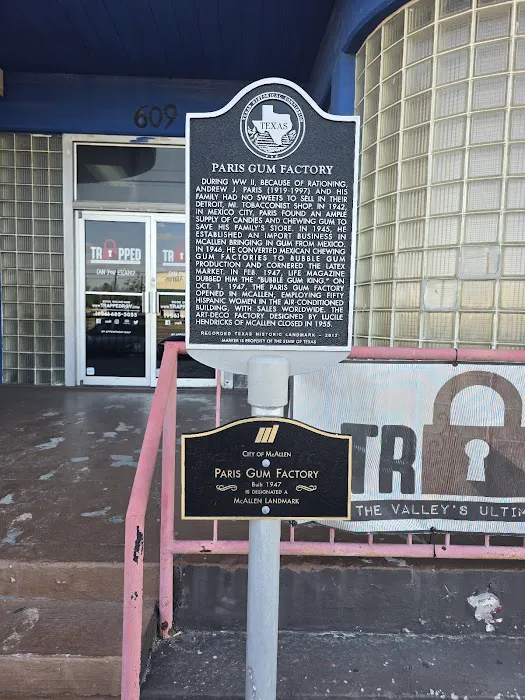 609
TEXAS HISTORICAL COMMISSION
TEXAS
PARIS GUM FACTORY
DURING WW II, BECAUSE OF RATIONING,
ANDREW J. PARIS (1919-1997) AND HIS
FAMILY HAD NO SWEETS TO SELL IN THEIR
DETROIT, MI. TOBACCONIST SHOP. IN 1942,
IN MEXICO CITY, PARIS FOUND AN AMPLE
SUPPLY OF CANDIES AND CHEWING GUM TO
SAVE HIS FAMILY'S STORE. IN 1945, HE
ESTABLISHED AN IMPORT BUSINESS IN
MCALLEN BRINGING IN GUM FROM MEXICO.
IN 1946, HE CONVERTED MEXICAN CHEWING
GUM FACTORIES TO BUBBLE GUM
PRODUCTION AND CORNERED THE LATEX
MARKET. IN FEB. 1947, LIFE MAGAZINE
DUBBED HIM THE "BUBBLE GUM KING." ON
OCT. 1, 1947, THE PARIS GUM FACTORY
OPENED IN MCALLEN, EMPLOYING FIFTY
HISPANIC WOMEN IN THE AIR-CONDITIONED
BUILDING, WITH SALES WORLDWIDE. THE
ART-DECO FACTORY DESIGNED BY LUCILE
HENDRICKS OF MCALLEN CLOSED IN 1955.
RECORDED TEXAS HISTORIC LANDMARK – 2017
MARKER IS PROPERTY OF THE STATE OF TEXAS
TRAPPED
CAN YOU ESCAPE?
CITY OF MCALLEN
PARIS GUM FACTORY
Built 1947
IS DESIGNATED A
MCALLEN LANDMARK
TR
THE VALLEY'S ULTIM